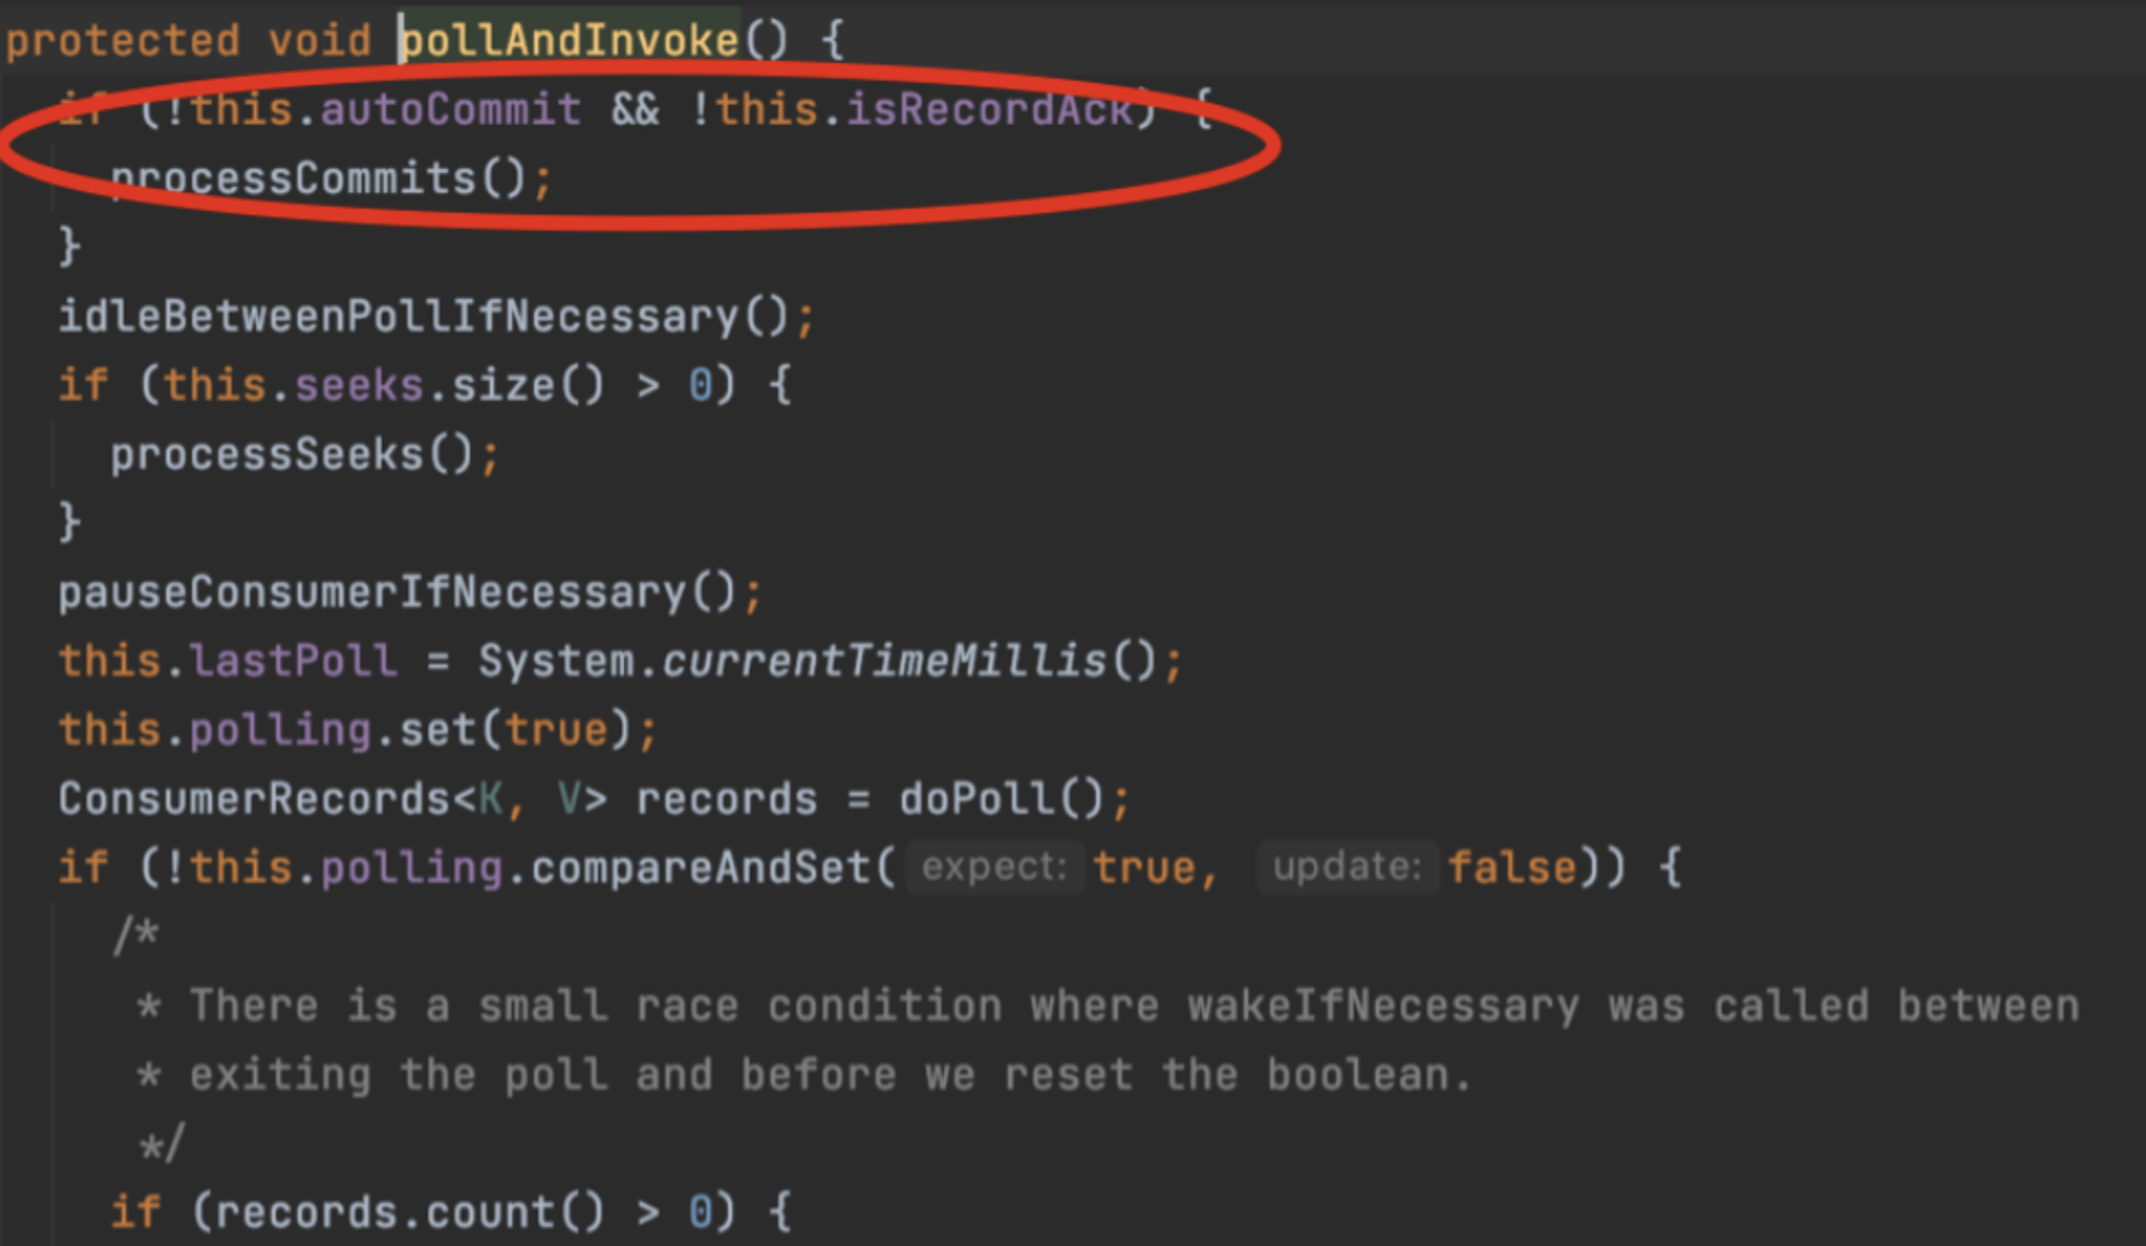 protected void pollAndInvoke() {
if (!this.autoCommit && !this.isRecordAck) {
processCommits();
}
idleBetweenPollIfNecessary();
if (this.seeks.size() > 0) {
processSeeks();
}
pauseConsumerIfNecessary();
this.lastPoll = System.currentTimeMillis();
this.polling.set(true);
ConsumerRecords<K, V> records = doPoll();
if (!this.polling.compareAndSet( expect: true, update: false)) {
/*
* There is a small race condition where wakeIfNecessary was called between
* exiting the poll and before we reset the boolean.
*/
if (records.count() > 0) {